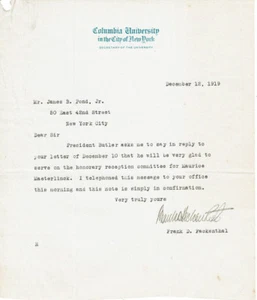 Columbia University
in the City of New York
SECRETARY OF THE UNIVERSITY
December 12, 1919
Mr. James B. Pond, Jr.
50 East 42nd Street
New York City
Dear Sir
President Butler asks me to say in reply to
your letter of December 10 that he will be very glad to
serve on the honorary reception committee for Maurice
Maeterlinck. I telephoned this message to your office
this morning and this note is simply in confirmation.
Very truly yours
Frank D. Fackenthal